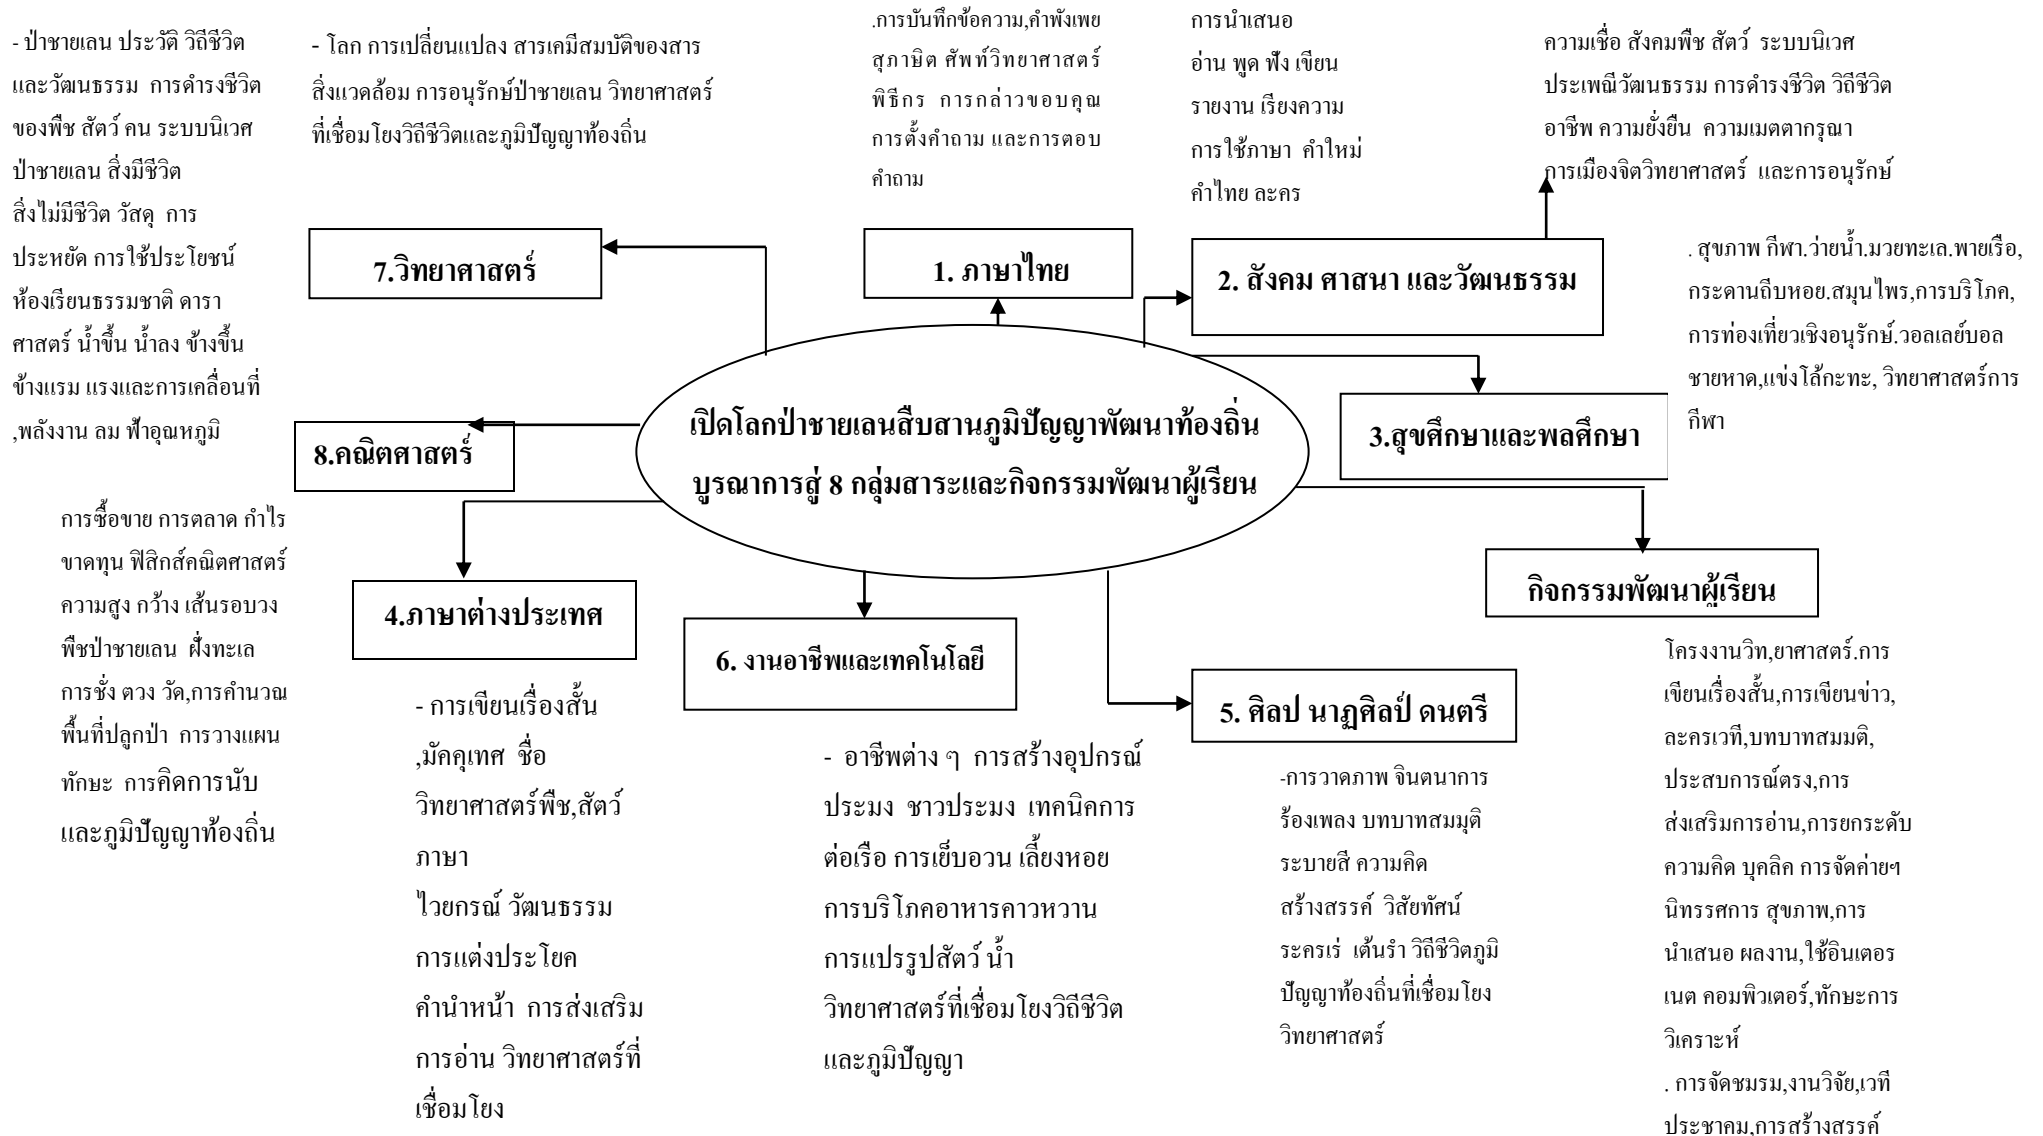 - ป่าชายเลน ประวัติ วิถีชีวิต
และวัฒนธรรม การดำรงชีวิต
ของพืช สัตว์ คน ระบบนิเวศ
ป่าชายเลน สิ่งมีชีวิต
สิ่งไม่มีชีวิต วัสดุ การ
ประหยัด การใช้ประโยชน์
ห้องเรียนธรรมชาติ ดารา
ศาสตร์ น้ำขึ้น น้ำลง ข้างขึ้น
ข้างแรม แรงและการเคลื่อนที่
,พลังงาน ลม ฟ้าอุณหภูมิ
- โลก การเปลี่ยนแปลง สารเคมีสมบัติของสาร
สิ่งแวดล้อม การอนุรักษ์ป่าชายเลน วิทยาศาสตร์
ที่เชื่อมโยงวิถีชีวิตและภูมิปัญญาท้องถิ่น
.การบันทึกข้อความ,คำพังเพย
สุภาษิต ศัพท์วิทยาศาสตร์
พิธีกร การกล่าวขอบคุณ
การตั้งคำถาม และการตอบ
คำถาม
การนำเสนอ
อ่าน พูด ฟัง เขียน
รายงาน เรียงความ
การใช้ภาษา คำใหม่
คำไทย ละคร
ความเชื่อ สังคมพืช สัตว์ ระบบนิเวศ
ประเพณีวัฒนธรรม การดำรงชีวิต วิถีชีวิต
อาชีพ ความยั่งยืน ความเมตตากรุณา
การเมืองจิตวิทยาศาสตร์ และการอนุรักษ์
7.วิทยาศาสตร์
1. ภาษาไทย
2. สังคม ศาสนา และวัฒนธรรม
. สุขภาพ กีฬา.ว่ายน้ำ.มวยทะเล.พายเรือ,
กระดานถีบหอย.สมุนไพร,การบริโภค,
การท่องเที่ยวเชิงอนุรักษ์.วอลเลย์บอล
ชายหาด,แข่งโล้กะทะ, วิทยาศาสตร์การ
กีฬา
8.คณิตศาสตร์
เปิดโลกป่าชายเลนสืบสานภูมิปัญญาพัฒนาท้องถิ่น
บูรณาการสู่ 8 กลุ่มสาระและกิจกรรมพัฒนาผู้เรียน
3.สุขศึกษาและพลศึกษา
การซื้อขาย การตลาด กำไร
ขาดทุน ฟิสิกส์คณิตศาสตร์
ความสูง กว้าง เส้นรอบวง
พืชป่าชายเลน ฝั่งทะเล
การชั่ง ตวง วัด,การคำนวณ
พื้นที่ปลูกป่า การวางแผน
ทักษะ การคิดการนับ
และภูมิปัญญาท้องถิ่น
4.ภาษาต่างประเทศ
6. งานอาชีพและเทคโนโลยี
5. ศิลป นาฏศิลป์ ดนตรี
กิจกรรมพัฒนาผู้เรียน
- การเขียนเรื่องสั้น
,มัคคุเทศ ชื่อ
วิทยาศาสตร์พืช,สัตว์
ภาษา
ไวยกรณ์ วัฒนธรรม
การแต่งประโยค
คำนำหน้า การส่งเสริม
การอ่าน วิทยาศาสตร์ที่
เชื่อมโยง
- อาชีพต่าง ๆ การสร้างอุปกรณ์
ประมง ชาวประมง เทคนิคการ
ต่อเรือ การเย็บอวน เลี้ยงหอย
การบริโภคอาหารคาวหวาน
การแปรรูปสัตว์ น้ำ
วิทยาศาสตร์ที่เชื่อมโยงวิถีชีวิต
และภูมิปัญญา
-การวาดภาพ จินตนาการ
ร้องเพลง บทบาทสมมุติ
ระบายสี ความคิด
สร้างสรรค์ วิสัยทัศน์
ระครเร่ เต้นรำ วิถีชีวิตภูมิ
ปัญญาท้องถิ่นที่เชื่อมโยง
วิทยาศาสตร์
โครงงานวิท,ยาศาสตร์.การ
เขียนเรื่องสั้น,การเขียนข่าว,
ละครเวที,บทบาทสมมติ,
ประสบการณ์ตรง,การ
ส่งเสริมการอ่าน,การยกระดับ
ความคิด บุคลิค การจัดค่ายฯ
นิทรรศการ สุขภาพ,การ
นำเสนอ ผลงาน,ใช้อินเตอร
เนต คอมพิวเตอร์,ทักษะการ
วิเคราะห์
. การจัดชมรม,งานวิจัย,เวที
ประชาคม,การสร้างสรรค์